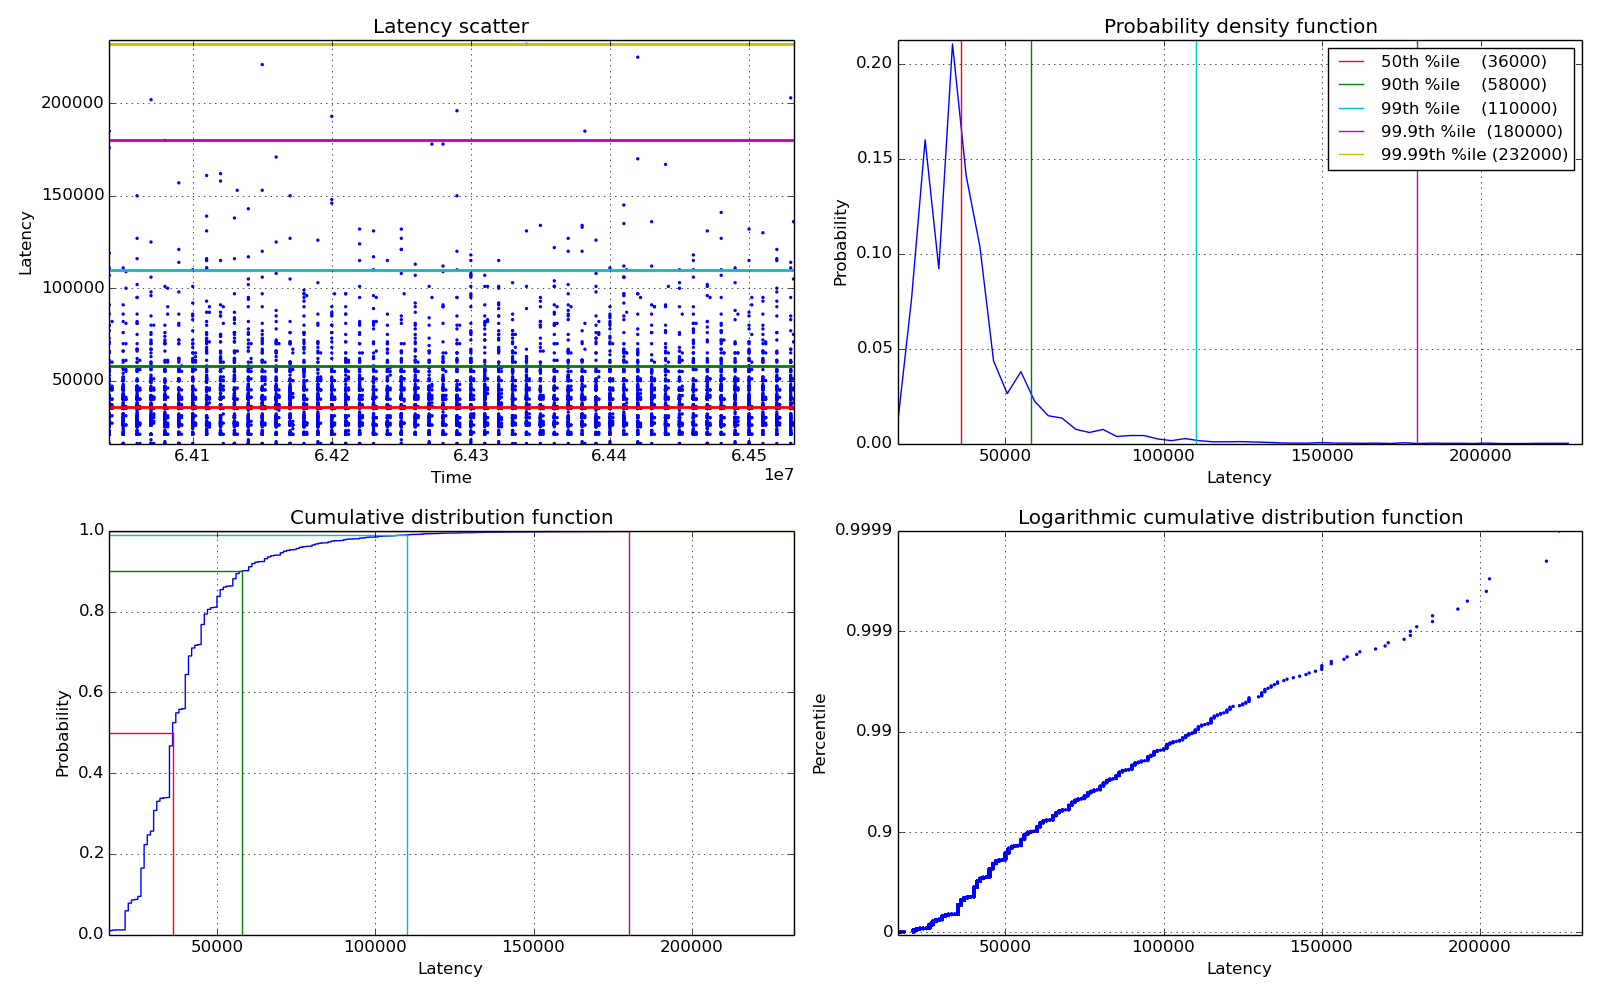 Latency scatter
200000
150000
100000
50000
Latency
6.41 6.42 6.43 6.44 6.45
1e7
Time
Probability density function
50th %ile (36000)
90th %ile (58000)
99th %ile (110000)
99.9th %ile (180000)
99.99th %ile (232000)
0.20
0.15
0.10
0.05
0.00
Probability
50000 100000 150000 200000
Latency
Cumulative distribution function
1.0
0.8
0.6
0.4
0.2
0.0
Probability
50000 100000 150000 200000
Latency
Logarithmic cumulative distribution function
0.9999
0.999
0.99
0.9
0
Percentile
50000 100000 150000 200000
Latency